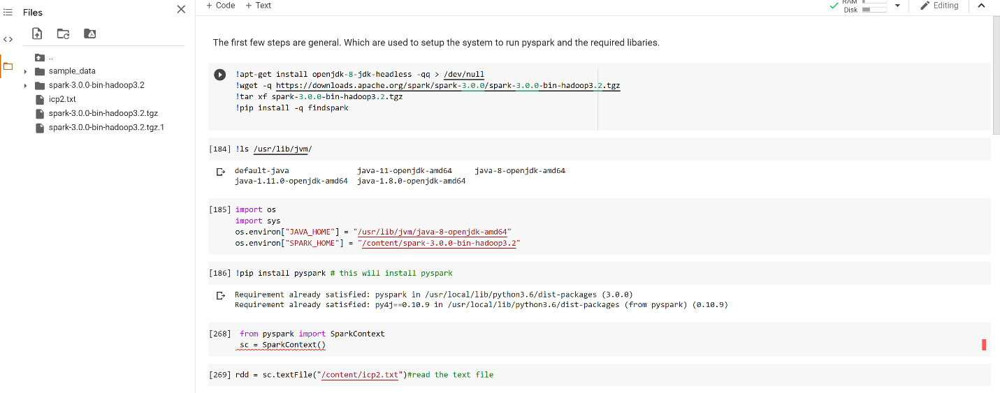 Files
+ Code + Text
RAM
Disk
Editing
..
sample_data
spark-3.0.0-bin-hadoop3.2
icp2.txt
spark-3.0.0-bin-hadoop3.2.tgz
spark-3.0.0-bin-hadoop3.2.tgz.1
The first few steps are general. Which are used to setup the system to run pyspark and the required libaries.
!apt-get install openjdk-8-jdk-headless -qq > /dev/null
!wget -q https://downloads.apache.org/spark/spark-3.0.0/spark-3.0.0-bin-hadoop3.2.tgz
!tar xf spark-3.0.0-bin-hadoop3.2.tgz
!pip install -q findspark
[184] !ls /usr/lib/jvm/
default-java java-11-openjdk-amd64 java-8-openjdk-amd64
java-1.11.0-openjdk-amd64 java-1.8.0-openjdk-amd64
[185] import os
import sys
os.environ["JAVA_HOME"] = "/usr/lib/jvm/java-8-openjdk-amd64"
os.environ["SPARK_HOME"] = "/content/spark-3.0.0-bin-hadoop3.2"
[186] !pip install pyspark # this will install pyspark
Requirement already satisfied: pyspark in /usr/local/lib/python3.6/dist-packages (3.0.0)
Requirement already satisfied: py4j==0.10.9 in /usr/local/lib/python3.6/dist-packages (from pyspark) (0.10.9)
[268] from pyspark import SparkContext
sc = SparkContext()
[269] rdd = sc.textFile("/content/icp2.txt")#read the text file